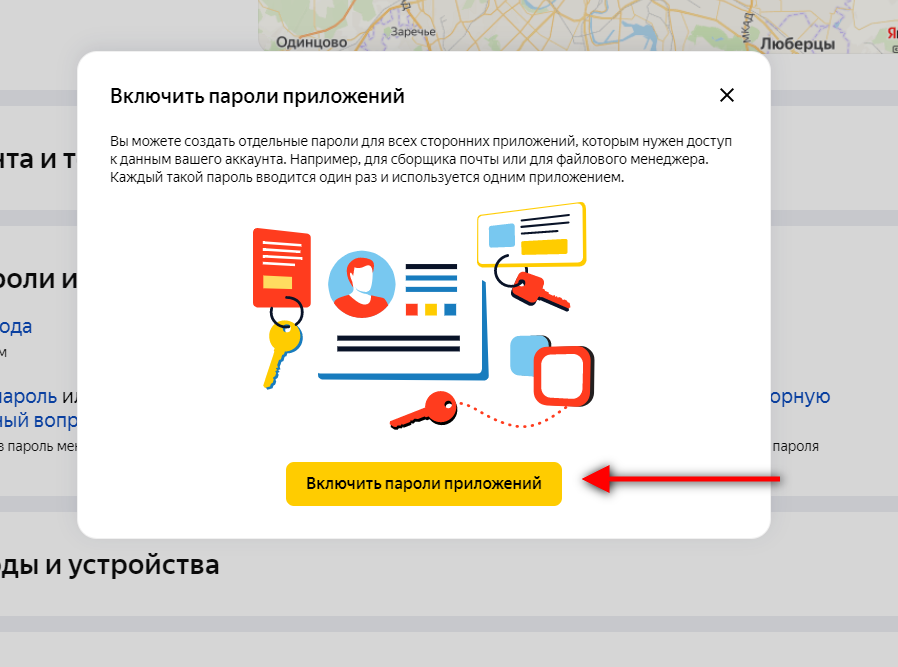 Заречье
МКАД
Одинцово
Люберцы
Включить пароли приложений
Вы можете создать отдельные пароли для всех сторонних приложений, которым нужен доступ
к данным вашего аккаунта. Например, для сборщика почты или для файлового менеджера.
Каждый такой пароль вводится один раз и используется одним приложением.
нта и т
роли и
ода
м
пароль ил
орную
ный вопр
в пароль мен
пароля
Включить пароли приложений
ды и устройства